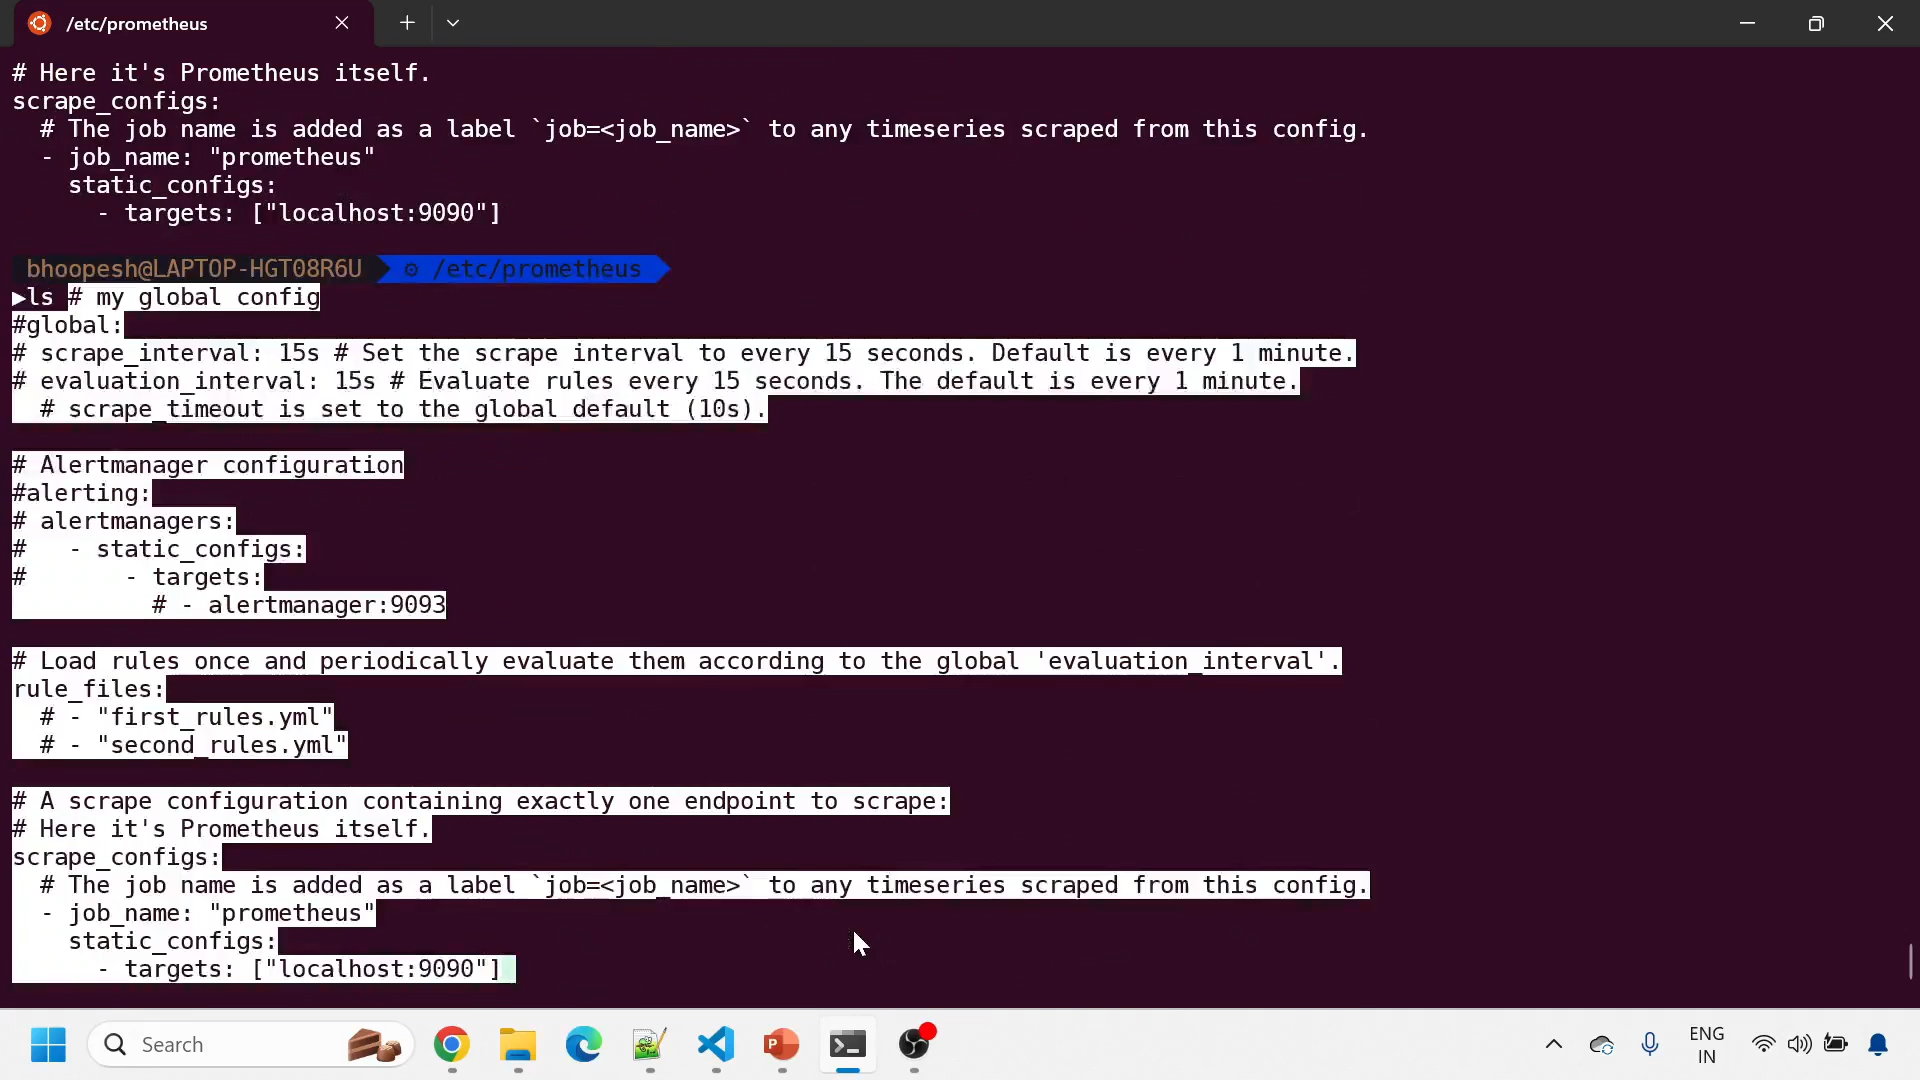 /etc/prometheus
# Here it's Prometheus itself.
scrape_configs:
  # The job name is added as a label `job=<job_name>` to any timeseries scraped from this config.
  - job_name: "prometheus"
    static_configs:
      - targets: ["localhost:9090"]
bhoopesh@LAPTOP-HGT08R6U ⚙ /etc/prometheus
▶ls # my global config
#global:
# scrape_interval: 15s # Set the scrape interval to every 15 seconds. Default is every 1 minute.
# evaluation_interval: 15s # Evaluate rules every 15 seconds. The default is every 1 minute.
  # scrape_timeout is set to the global default (10s).
# Alertmanager configuration
#alerting:
# alertmanagers:
#   - static_configs:
#       - targets:
          # - alertmanager:9093
# Load rules once and periodically evaluate them according to the global 'evaluation_interval'.
rule_files:
  # - "first_rules.yml"
  # - "second_rules.yml"
# A scrape configuration containing exactly one endpoint to scrape:
# Here it's Prometheus itself.
scrape_configs:
  # The job name is added as a label `job=<job_name>` to any timeseries scraped from this config.
  - job_name: "prometheus"
    static_configs:
      - targets: ["localhost:9090"]
Search
ENG
IN